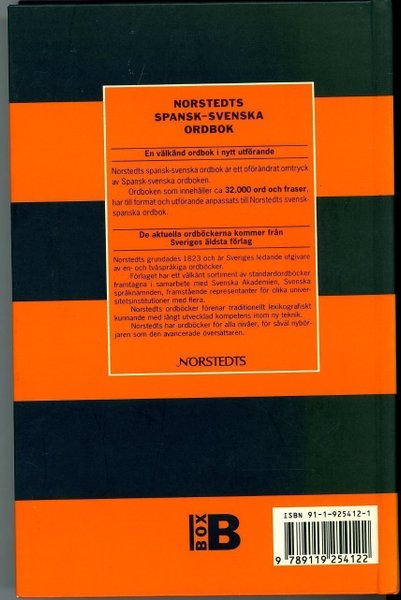 NORSTEDTS
SPANSK–SVENSKA
ORDBOK
En välkänd ordbok i nytt utförande
Norstedts spansk-svenska ordbok är ett oförändrat omtryck
av Spansk-svenska ordboken.
Ordboken som innehåller ca 32.000 ord och fraser,
har till format och utförande anpassats till Norstedts svensk-
spanska ordbok.
De aktuella ordböckerna kommer från
Sveriges äldsta förlag
Norstedts grundades 1823 och är Sveriges ledande utgivare
av en- och tvåspråkiga ordböcker.
Förlaget har ett välkänt sortiment av standardordböcker
framtagna i samarbete med Svenska Akademien, Svenska
språknämnden, framstående representanter för olika univer-
sitetsinstitutioner med flera.
Norstedts ordböcker förenar traditionellt lexikografiskt
kunnande med långt utvecklad kompetens inom ny teknik.
Norstedts har ordböcker för alla nivåer, för såväl nybör-
jaren som den avancerade översättaren.
NORSTEDTS
BOX B
ISBN 91-1-925412-1
9 789119 254122